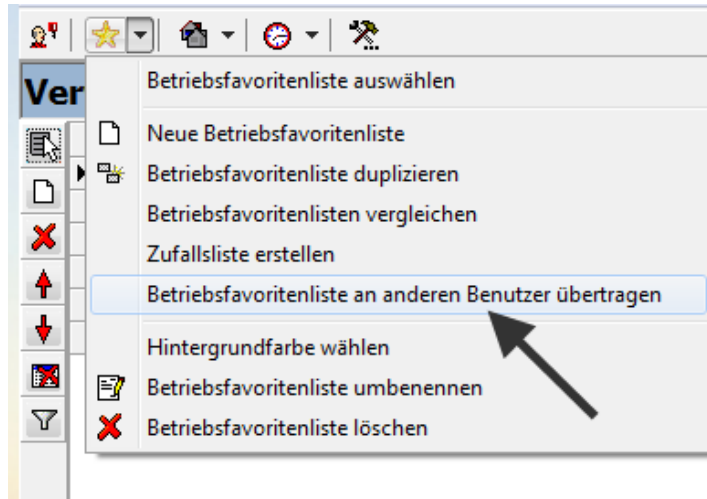 Ver
Betriebsfavoritenliste auswählen
Neue Betriebsfavoritenliste
Betriebsfavoritenliste duplizieren
Betriebsfavoritenlisten vergleichen
Zufallsliste erstellen
Betriebsfavoritenliste an anderen Benutzer übertragen
Hintergrundfarbe wählen
Betriebsfavoritenliste umbenennen
Betriebsfavoritenliste löschen